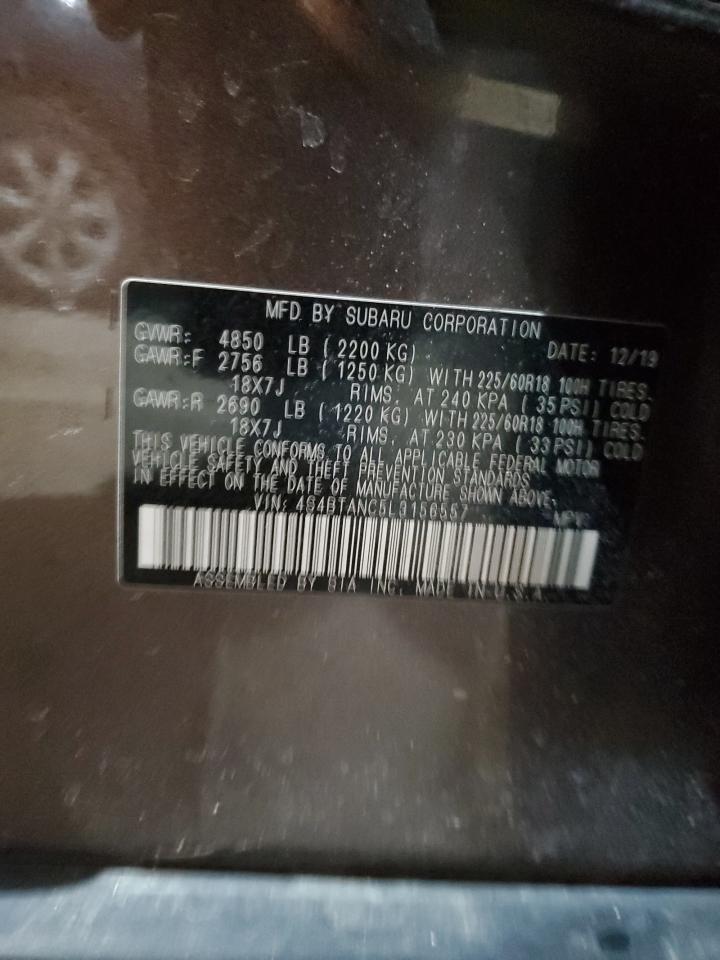 MFD BY SUBARU CORPORATION
GVWR: 4850 LB (2200 KG) DATE: 12/19
GAWR:F 2756 LB (1250 KG) WITH 225/60R18 100H TIRES.
18X7J RIMS. AT 240 KPA (35 PSI) COLD
GAWR:R 2690 LB (1220 KG) WITH 225/60R18 100H TIRES.
18X7J RIMS. AT 230 KPA (33 PSI) COLD
THIS VEHICLE CONFORMS TO ALL APPLICABLE FEDERAL MOTOR
VEHICLE SAFETY AND THEFT PREVENTION STANDARDS
IN EFFECT ON THE DATE OF MANUFACTURE SHOWN ABOVE.
VIN: 4S4BTANC5L3156557 MPV
ASSEMBLED BY SIA INC. MADE IN U.S.A.